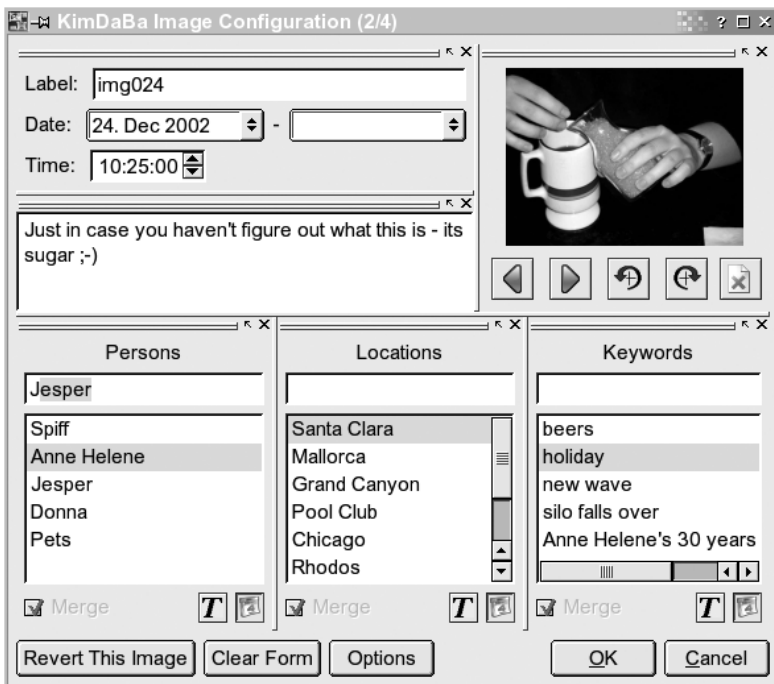 KimDaBa Image Configuration (2/4)
Label: img024
Date: 24. Dec 2002 -
Time: 10:25:00
Just in case you haven't figure out what this is - its
sugar ;-)
Persons
Jesper
Spiff
Anne Helene
Jesper
Donna
Pets
Merge T
Locations
Santa Clara
Mallorca
Grand Canyon
Pool Club
Chicago
Rhodos
Merge T
Keywords
beers
holiday
new wave
silo falls over
Anne Helene's 30 years
Merge T
Revert This Image Clear Form Options OK Cancel